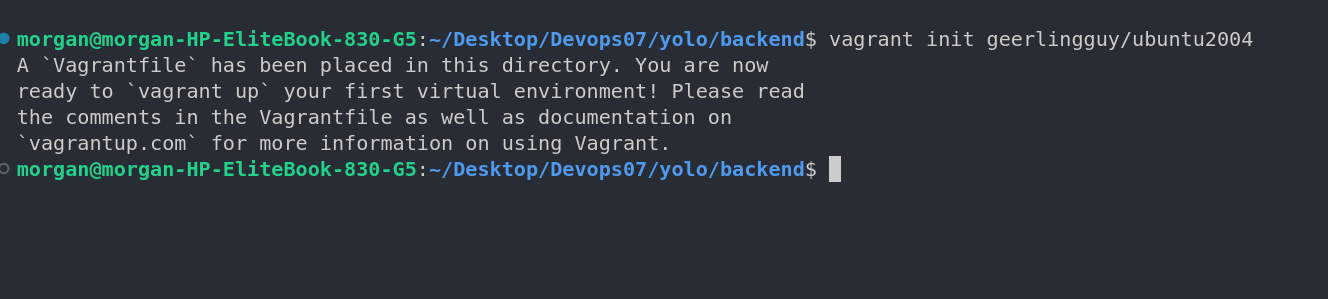 morgan@morgan-HP-EliteBook-830-G5:~/Desktop/Devops07/yolo/backend$ vagrant init geerlingguy/ubuntu2004
A `Vagrantfile` has been placed in this directory. You are now
ready to `vagrant up` your first virtual environment! Please read
the comments in the Vagrantfile as well as documentation on
`vagrantup.com` for more information on using Vagrant.
morgan@morgan-HP-EliteBook-830-G5:~/Desktop/Devops07/yolo/backend$